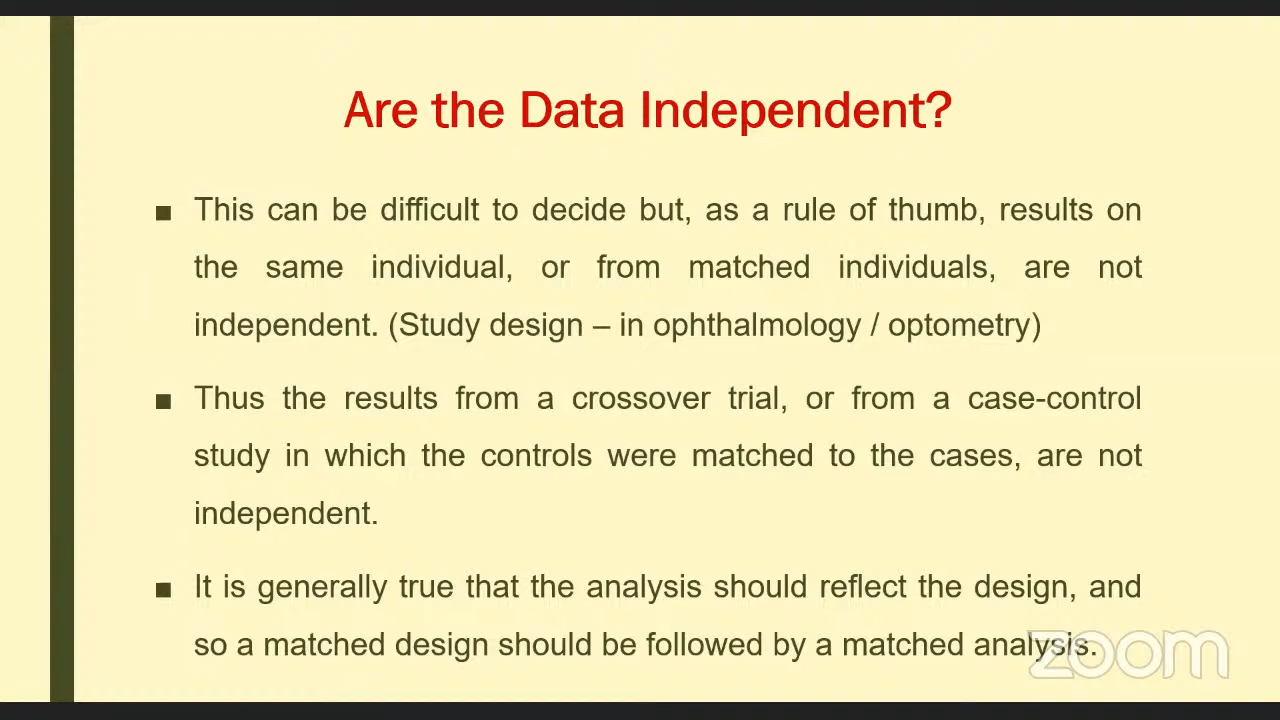 Are the Data Independent?
▪ This can be difficult to decide but, as a rule of thumb, results on
the same individual, or from matched individuals, are not
independent. (Study design – in ophthalmology / optometry)
▪ Thus the results from a crossover trial, or from a case-control
study in which the controls were matched to the cases, are not
independent.
▪ It is generally true that the analysis should reflect the design, and
so a matched design should be followed by a matched analysis.
zoom